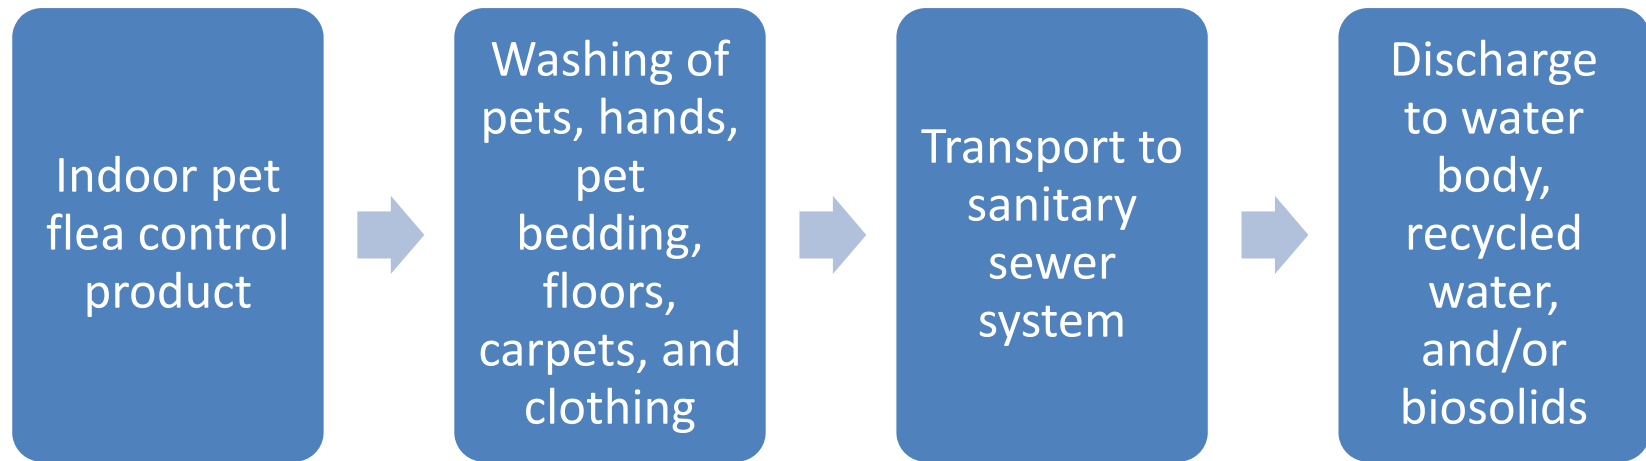 Indoor pet
flea control
product
Washing of
pets, hands,
pet
bedding,
floors,
carpets, and
clothing
Transport to
sanitary
sewer
system
Discharge
to water
body,
recycled
water,
and/or
biosolids